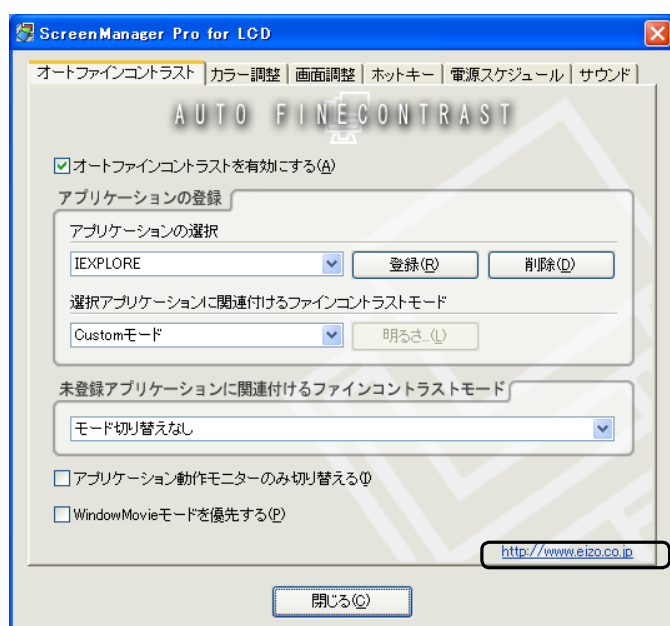 ScreenManager Pro for LCD
オートファインコントラスト カラー調整 画面調整 ホットキー 電源スケジュール サウンド
AUTO FINECONTRAST
オートファインコントラストを有効にする(A)
アプリケーションの登録
アプリケーションの選択
IEXPLORE 登録(R) 削除(D)
選択アプリケーションに関連付けるファインコントラストモード
Customモード 明るさ...(L)
未登録アプリケーションに関連付けるファインコントラストモード
モード切り替えなし
アプリケーション動作モニターのみ切り替える(I)
WindowMovieモードを優先する(P)
http://www.eizo.co.jp
閉じる(C)